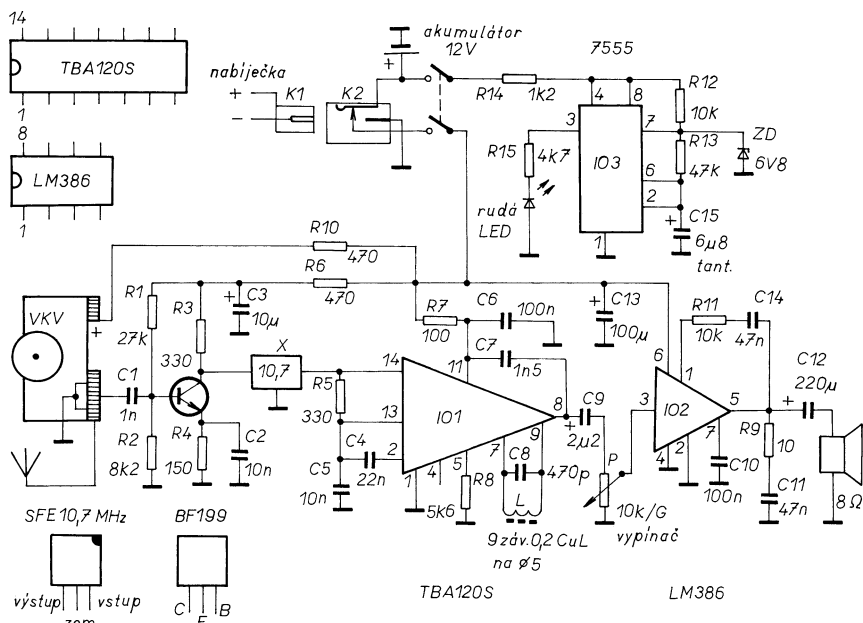 14
TBA120S
1
8
LM386
1
nabíječka
+
–
K1
K2
akumulátor
12V
+
R14
1k2
7555
4
8
R12
10k
3
7
R13
47k
ZD
6V8
R15
4k7
IO3
6
2
rudá
LED
1
+
C15
6µ8
tant.
R10
470
R6
470
VKV
+
R1
27k
R3
330
+
C3
10µ
C1
1n
R2
8k2
R4
150
C2
10n
X
10,7
R5
330
C4
22n
C5
10n
R7
100
C6
100n
C7
1n5
11
14
13
2
1
4
5
7
9
8
IO1
R8
5k6
C8
470p
L
9 záv. 0,2 CuL
na ø5
+
C9
2µ2
P
10k/G
vypínač
+
C13
100µ
R11
10k
C14
47n
6
1
3
IO2
5
4
2
7
C10
100n
R9
10
C11
47n
C12
+
220µ
8Ω
SFE 10,7 MHz
výstup
vstup
zem
BF199
C
E
B
TBA120S
LM386